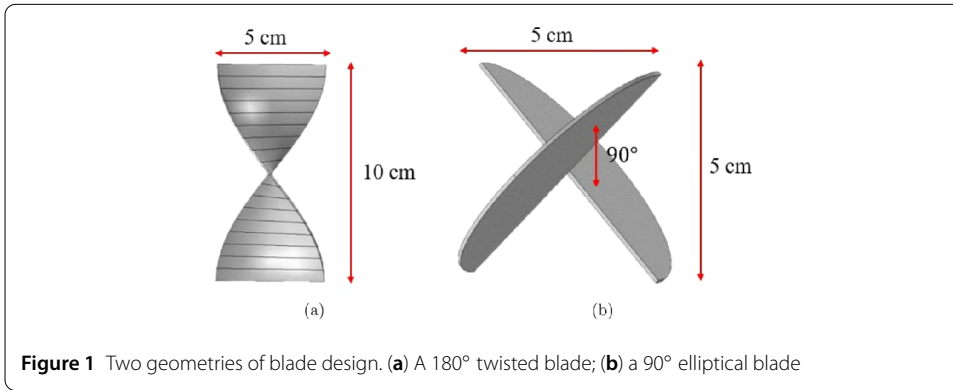 5 cm
10 cm
(a)
5 cm
90°
5 cm
(b)
Figure 1 Two geometries of blade design. (a) A 180° twisted blade; (b) a 90° elliptical blade